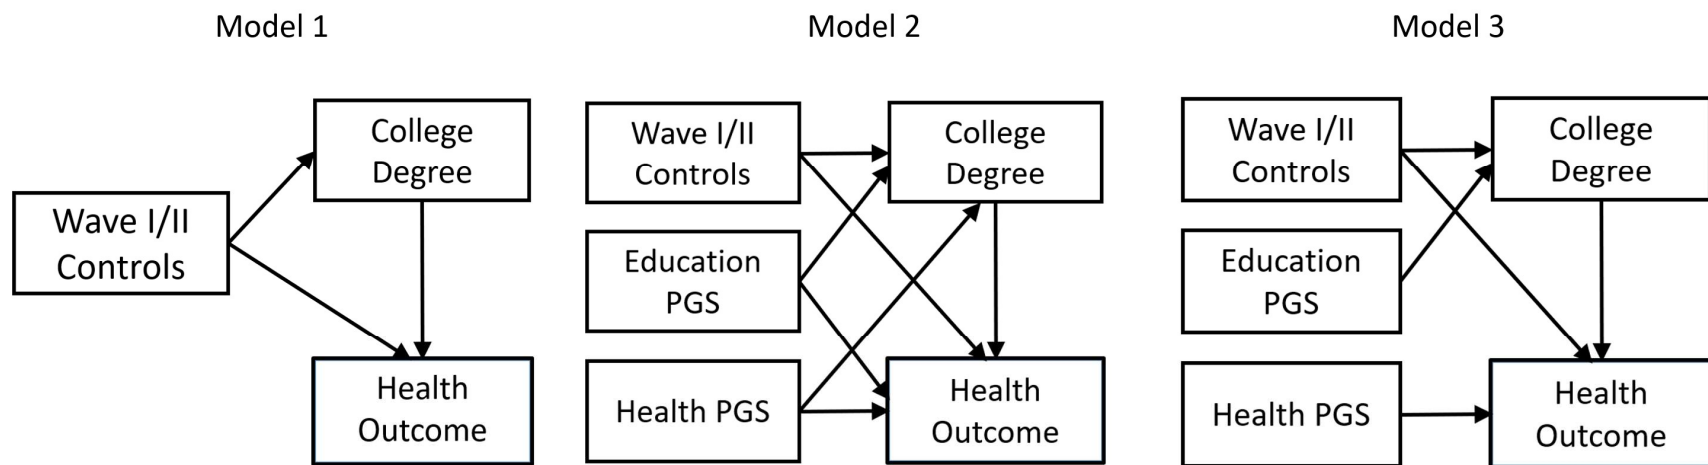 Model 1
Wave I/II
Controls
College
Degree
Health
Outcome
Model 2
Wave I/II
Controls
Education
PGS
Health PGS
College
Degree
Health
Outcome
Model 3
Wave I/II
Controls
Education
PGS
Health PGS
College
Degree
Health
Outcome